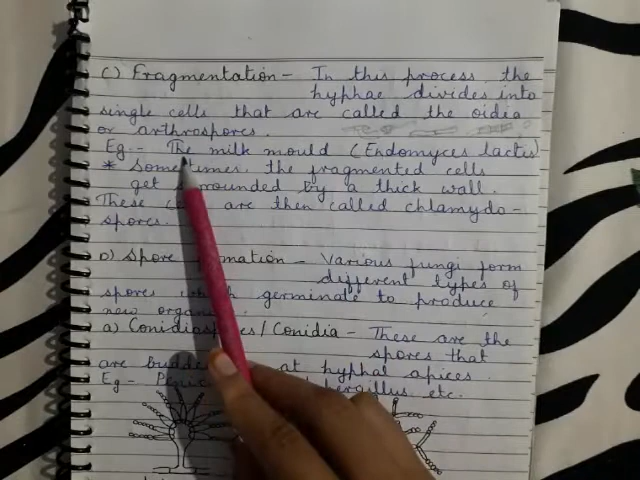 C) Fragmentation - In this process, the
hyphae divides into
single cells that are called the oidia
or arthrospores.
Eg.- The milk mould (Endomyces lactis)
* Sometimes, the fragmented cells
get surrounded by a thick wall.
These are then called chlamydo-
spores.
D) Spore - Various fungi form
different types of
spores which germinate to produce
new
a) / Conidia - These are the
spores that
are at hyphal apices.
Eg - etc.